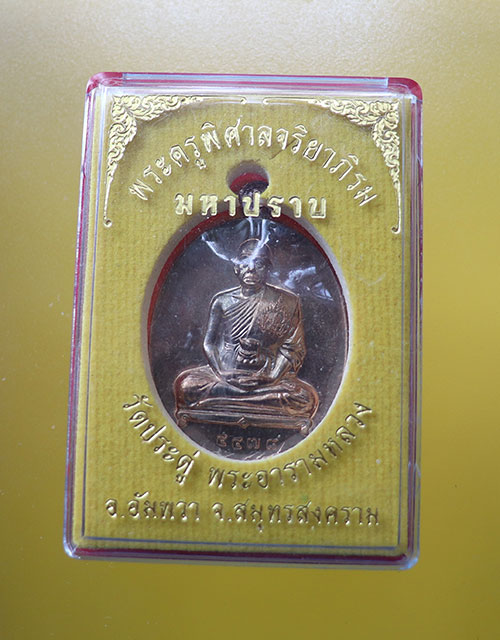 พระครูพิศาลจริยาภิรม
มหาปราบ
๕๔๗๘
วัดประดู่ พระอารามหลวง
อ.อัมพวา จ.สมุทรสงคราม